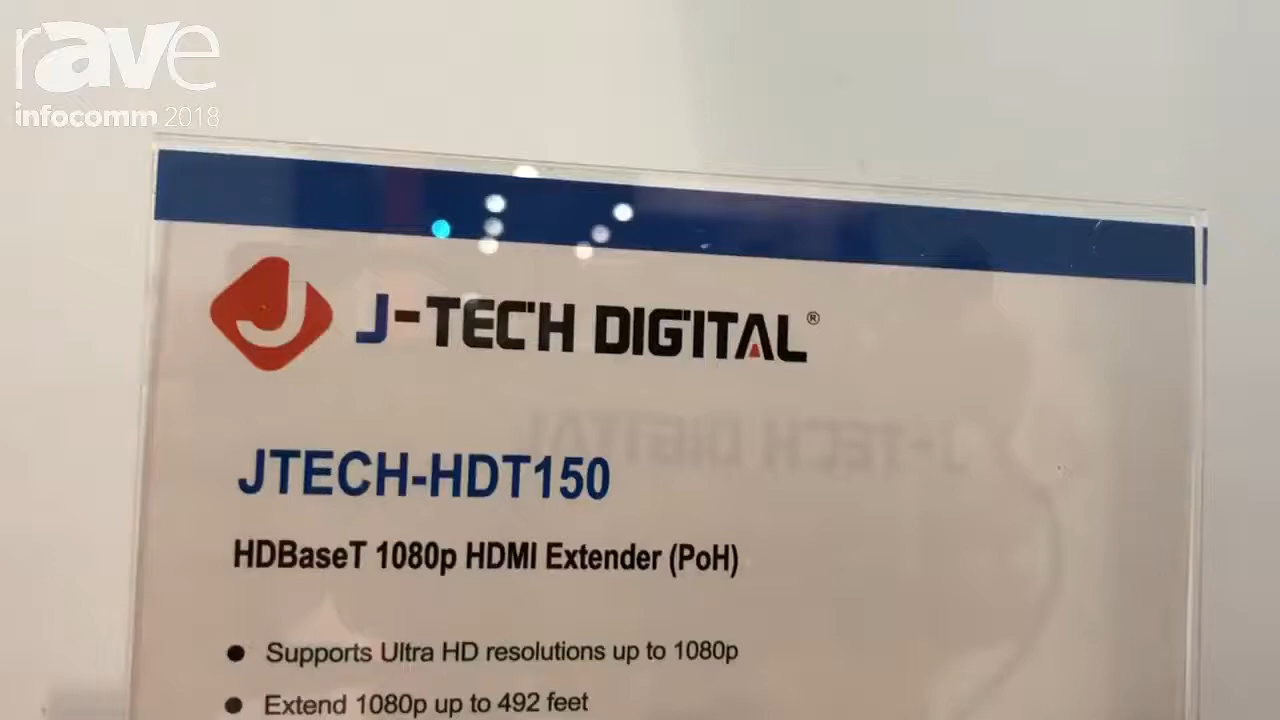 rave
infocomm 2018
J-TECH DIGITAL®
JTECH-HDT150
HDBaseT 1080p HDMI Extender (PoH)
● Supports Ultra HD resolutions up to 1080p
● Extend 1080p up to 492 feet